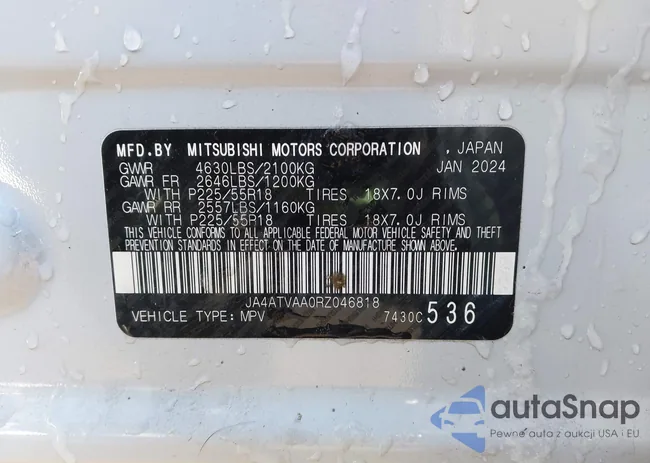 MFD.BY MITSUBISHI MOTORS CORPORATION , JAPAN
GVWR 4630LBS/2100KG JAN 2024
GAWR FR 2646LBS/1200KG
WITH P225/55R18 TIRES 18X7.0J RIMS
GAWR RR 2557LBS/1160KG
WITH P225/55R18 TIRES 18X7.0J RIMS
THIS VEHICLE CONFORMS TO ALL APPLICABLE FEDERAL MOTOR VEHICLE SAFETY AND THEFT
PREVENTION STANDARDS IN EFFECT ON THE DATE OF MANUFACTURE SHOWN ABOVE.
JA4ATVAA0RZ046818
VEHICLE TYPE: MPV 7430C 536
autoSnap
Pewne auta z aukcji USA i EU